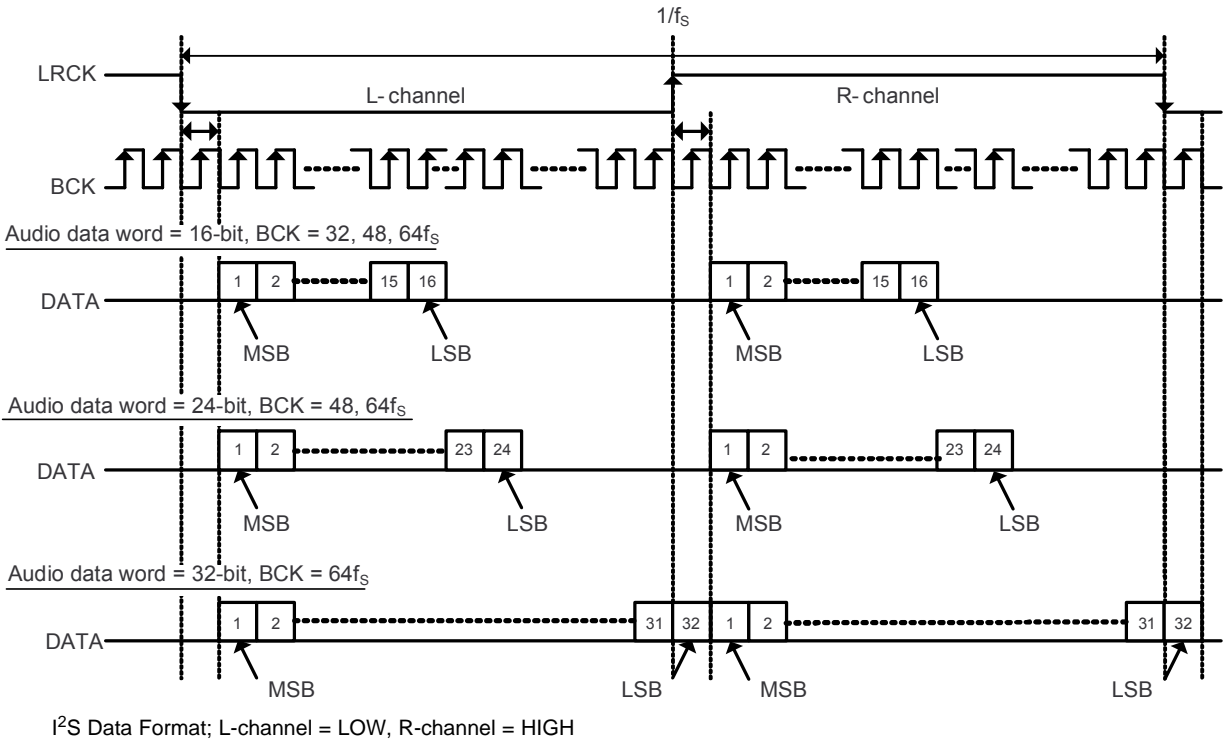 1/fS
LRCK
L- channel
R- channel
BCK
Audio data word = 16-bit, BCK = 32, 48, 64fS
DATA
1 2 15 16 1 2 15 16
MSB LSB MSB LSB
Audio data word = 24-bit, BCK = 48, 64fS
DATA
1 2 23 24 1 2 23 24
MSB LSB MSB LSB
Audio data word = 32-bit, BCK = 64fS
DATA
1 2 31 32 1 2 31 32
MSB LSB MSB LSB
I2S Data Format; L-channel = LOW, R-channel = HIGH